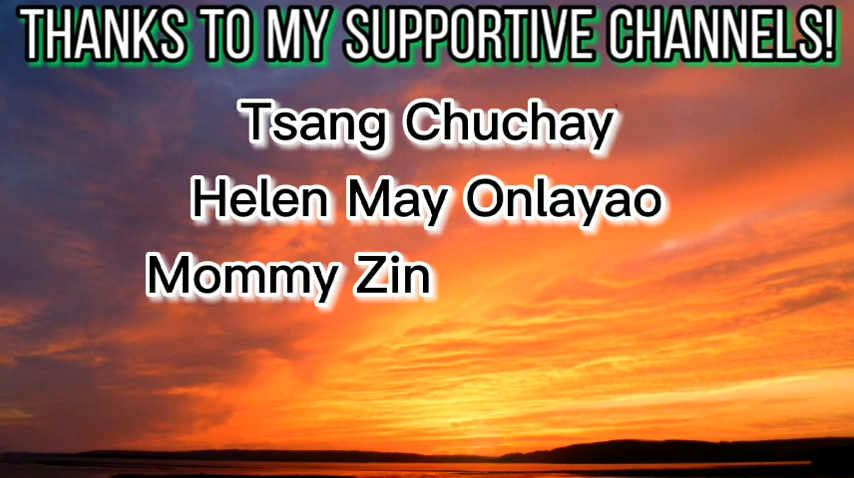 THANKS TO MY SUPPORTIVE CHANNELS!
Tsang Chuchay
Helen May Onlayao
Mommy Zin